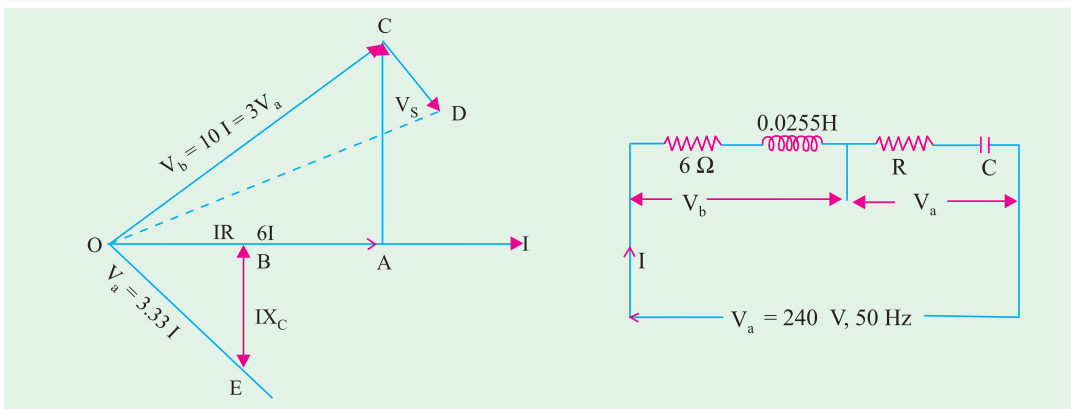 C
V_b = 10 I = 3V_a
V_S
D
O
IR 6I
I
B
A
V_a = 3.33 I
IX_C
E
0.0255H
6 Ω
R
C
V_b
V_a
I
V_a = 240 V, 50 Hz